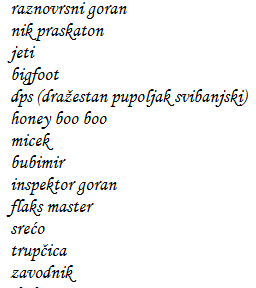 raznovrsni goran
nik praskaton
jeti
bigfoot
dps (dražestan pupoljak svibanjski)
honey boo boo
micek
bubimir
inspektor goran
flaks master
srećo
trupčica
zavodnik